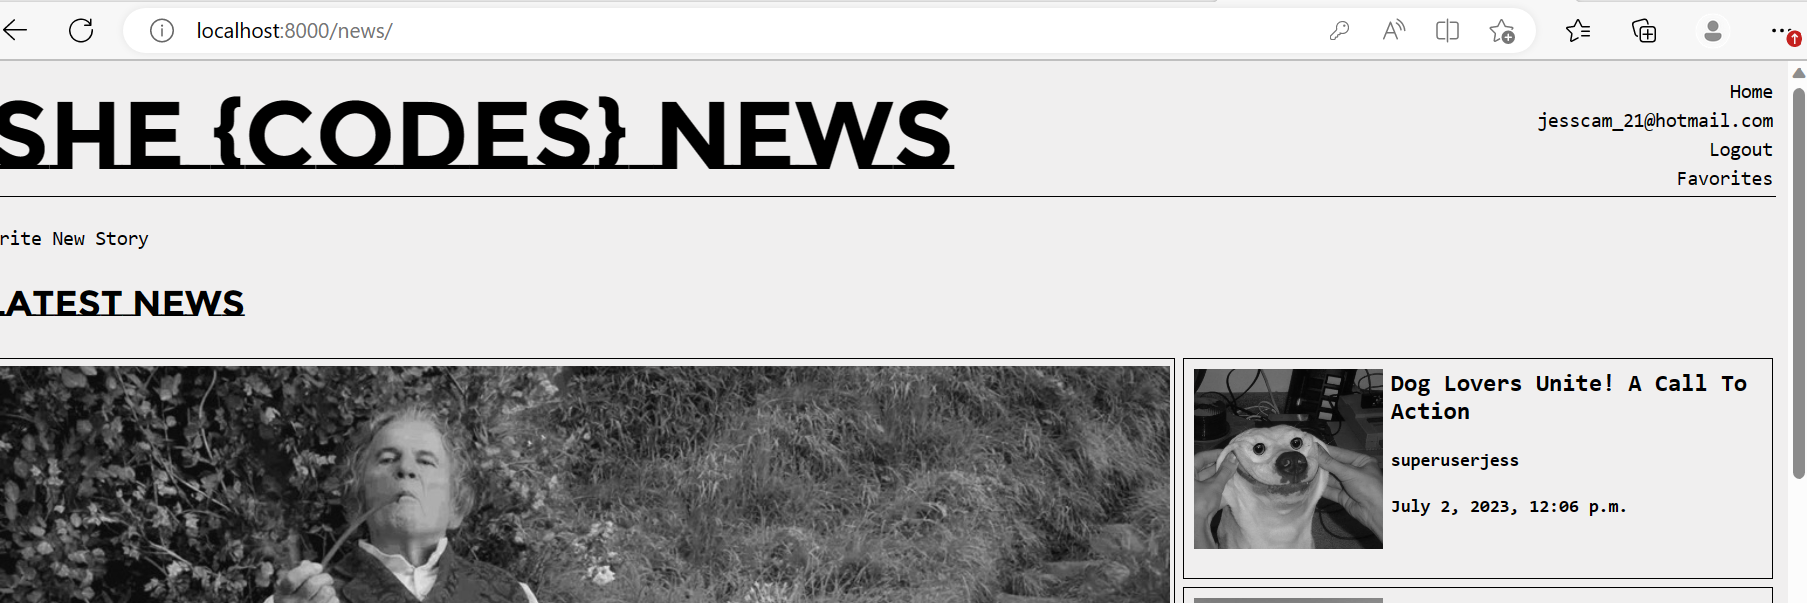 localhost:8000/news/
SHE {CODES} NEWS
Home
jesscam_21@hotmail.com
Logout
Favorites
rite New Story
LATEST NEWS
Dog Lovers Unite! A Call To
Action
superuserjess
July 2, 2023, 12:06 p.m.